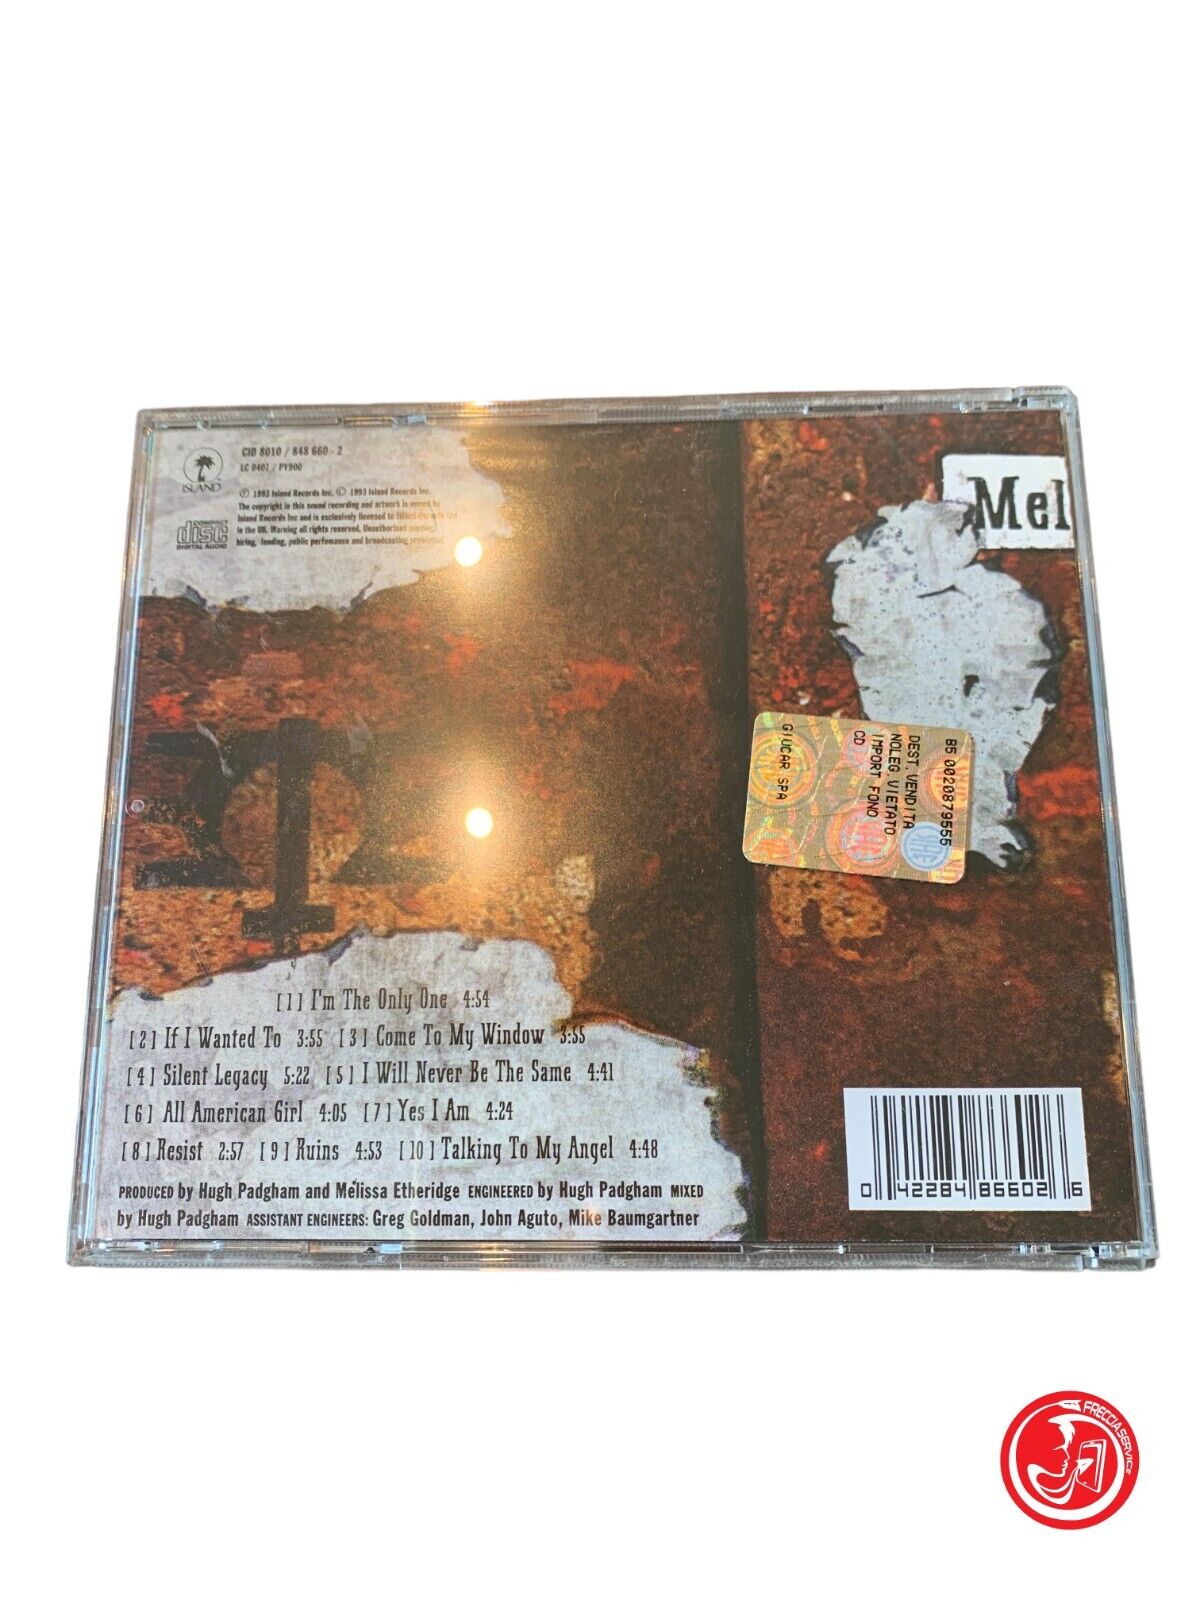 ISLAND
CID 8010 / 848 660 - 2
LC 0407 / PY900
℗ 1993 Island Records Inc. © 1993 Island Records Inc.
The copyright in this sound recording and artwork is owned by
Island Records Inc and is exclusively licensed to Island
in the UK. Warning all rights reserved. Unauthorised
hiring, lending, public perfomance and broadcasting prohibited
COMPACT
disc
DIGITAL AUDIO
Mel
B5 0020879555
DEST.VENDITA
NOLEG.VIETATO
IMPORT FONO
CD
GIUCAR SPA
[1] I'm The Only One 4:54
[2] If I Wanted To 3:55 [3] Come To My Window 3:55
[4] Silent Legacy 5:22 [5] I Will Never Be The Same 4:41
[6] All American Girl 4:05 [7] Yes I Am 4:24
[8] Resist 2:57 [9] Ruins 4:53 [10] Talking To My Angel 4:48
PRODUCED by Hugh Padgham and Melissa Etheridge ENGINEERED by Hugh Padgham MIXED
by Hugh Padgham ASSISTANT ENGINEERS: Greg Goldman, John Aguto, Mike Baumgartner
0 42284 86602 6
FRECCIA SERVICE